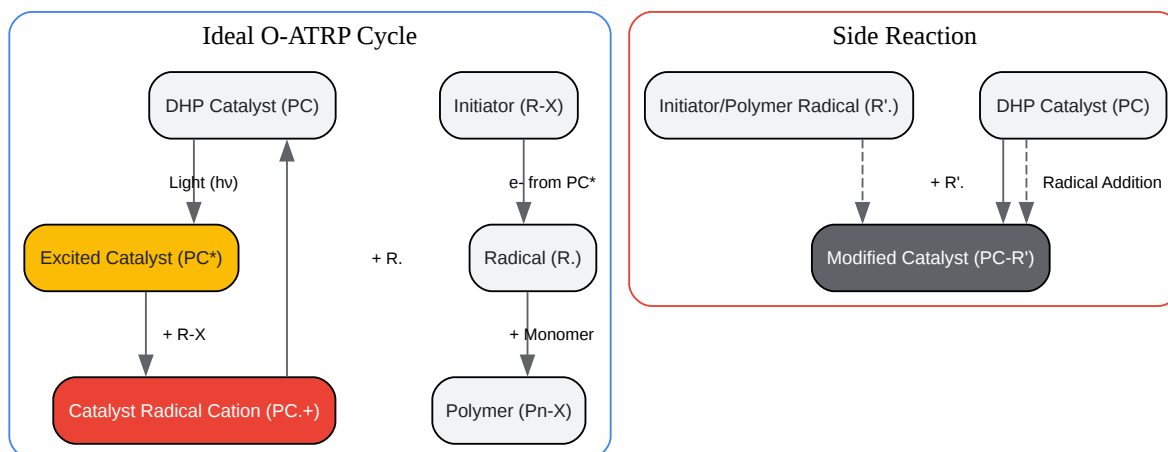 Ideal O-ATRP Cycle
DHP Catalyst (PC)
Initiator (R-X)
Light (hν)
e- from PC*
Excited Catalyst (PC*)
+ R.
Radical (R.)
+ R-X
+ Monomer
Catalyst Radical Cation (PC.+)
Polymer (Pn-X)
Side Reaction
Initiator/Polymer Radical (R'.)
DHP Catalyst (PC)
+ R'.
Radical Addition
Modified Catalyst (PC-R')